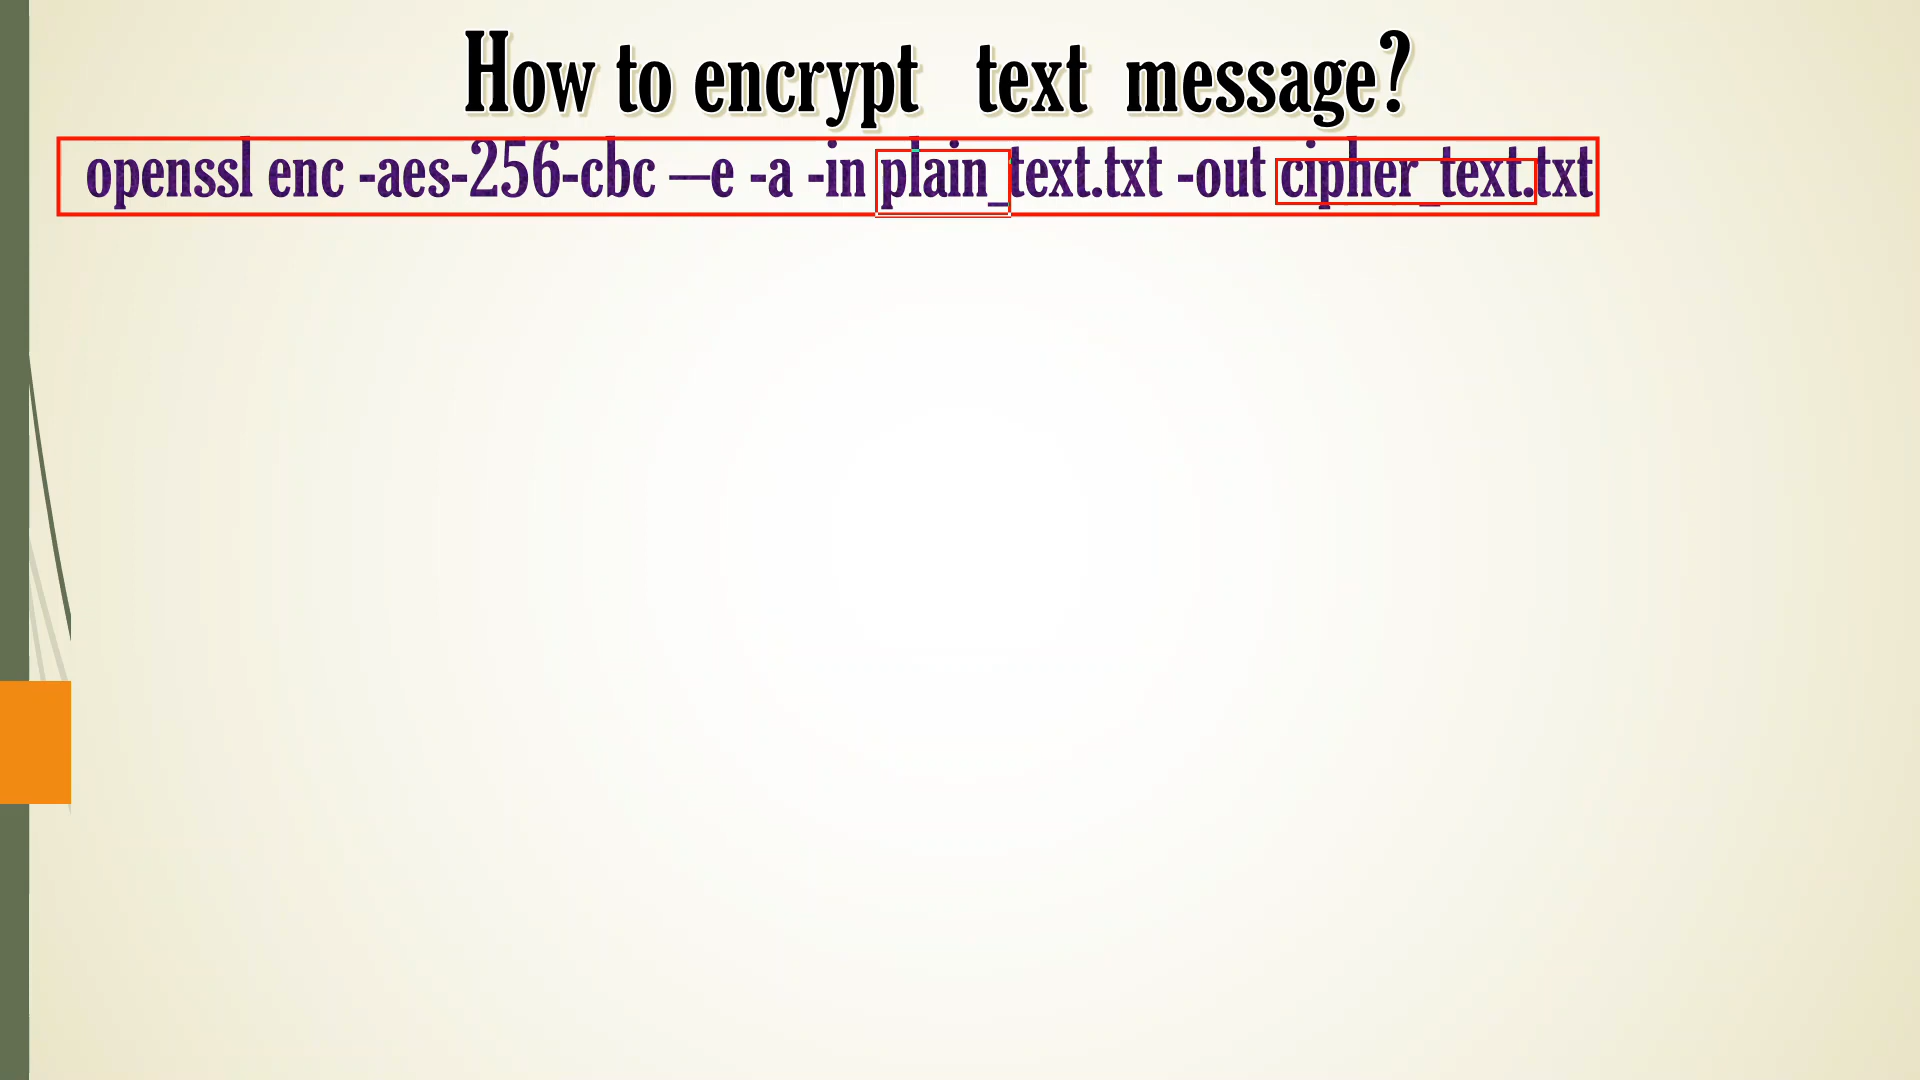 How to encrypt text message?
openssl enc -aes-256-cbc —e -a -in plain_text.txt -out cipher_text.txt